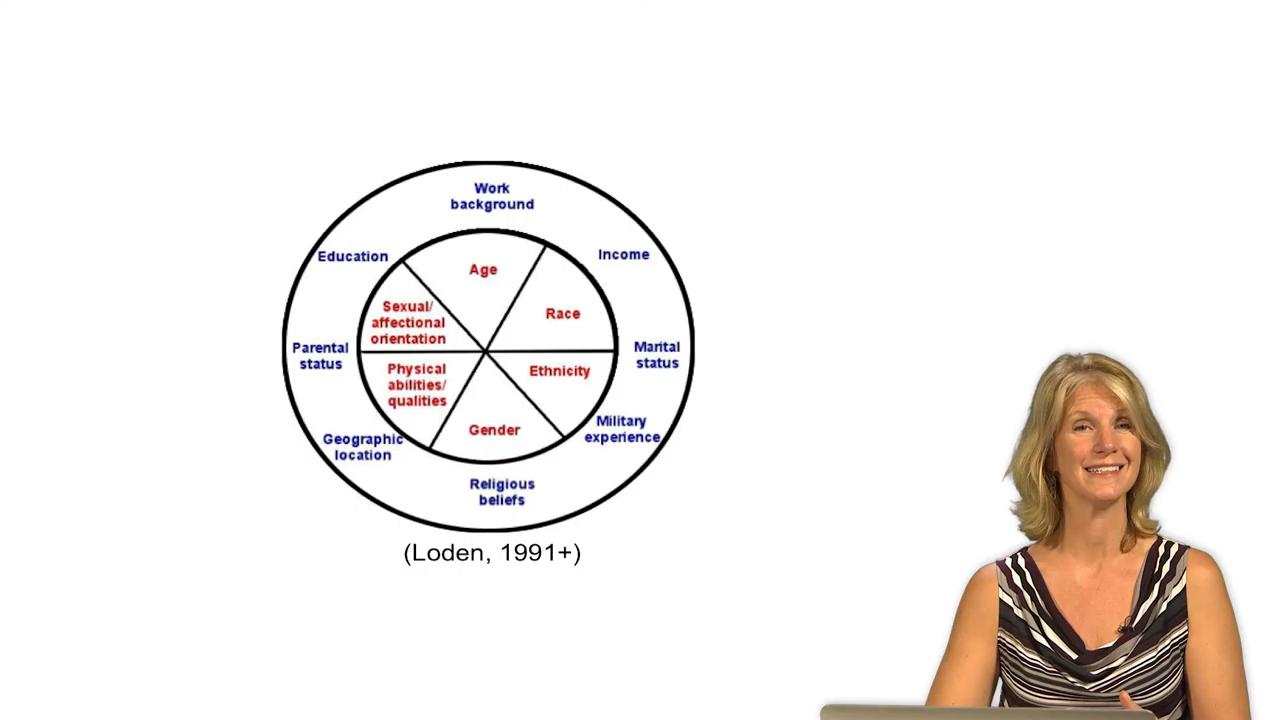 Work
background
Education
Income
Age
Sexual/
affectional
orientation
Race
Parental
status
Marital
status
Physical
abilities/
qualities
Ethnicity
Geographic
location
Gender
Military
experience
Religious
beliefs
(Loden, 1991+)